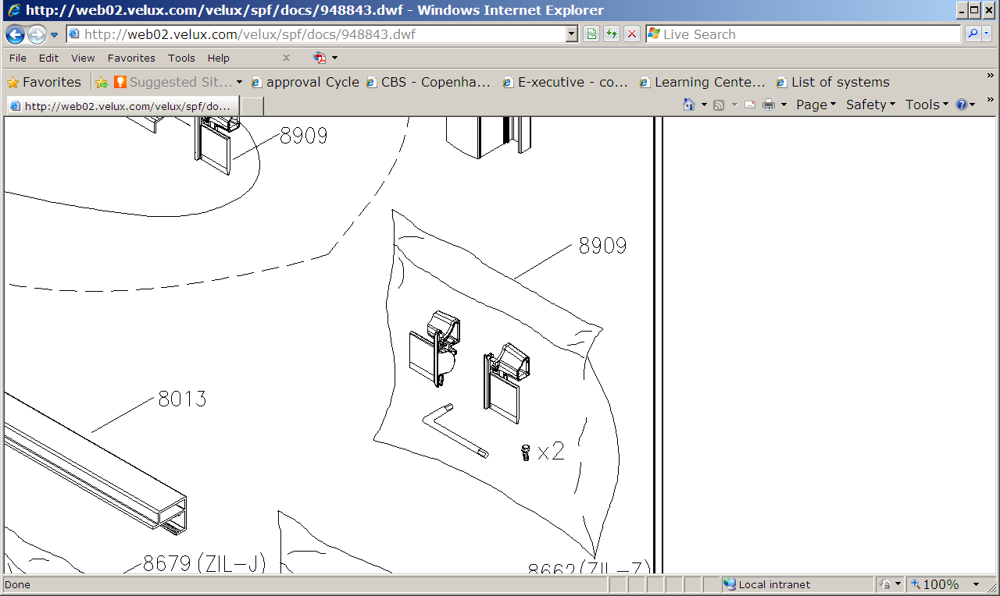 http://web02.velux.com/velux/spf/docs/948843.dwf - Windows Internet Explorer
http://web02.velux.com/velux/spf/docs/948843.dwf
Live Search
File Edit View Favorites Tools Help x
Favorites Suggested Sit... approval Cycle CBS - Copenha... E-xecutive - co... Learning Cente... List of systems
http://web02.velux.com/velux/spf/do... Page Safety Tools
8909
8909
8013
x2
8679(ZIL-J)
8662(ZIL-Z)
Done Local intranet 100%